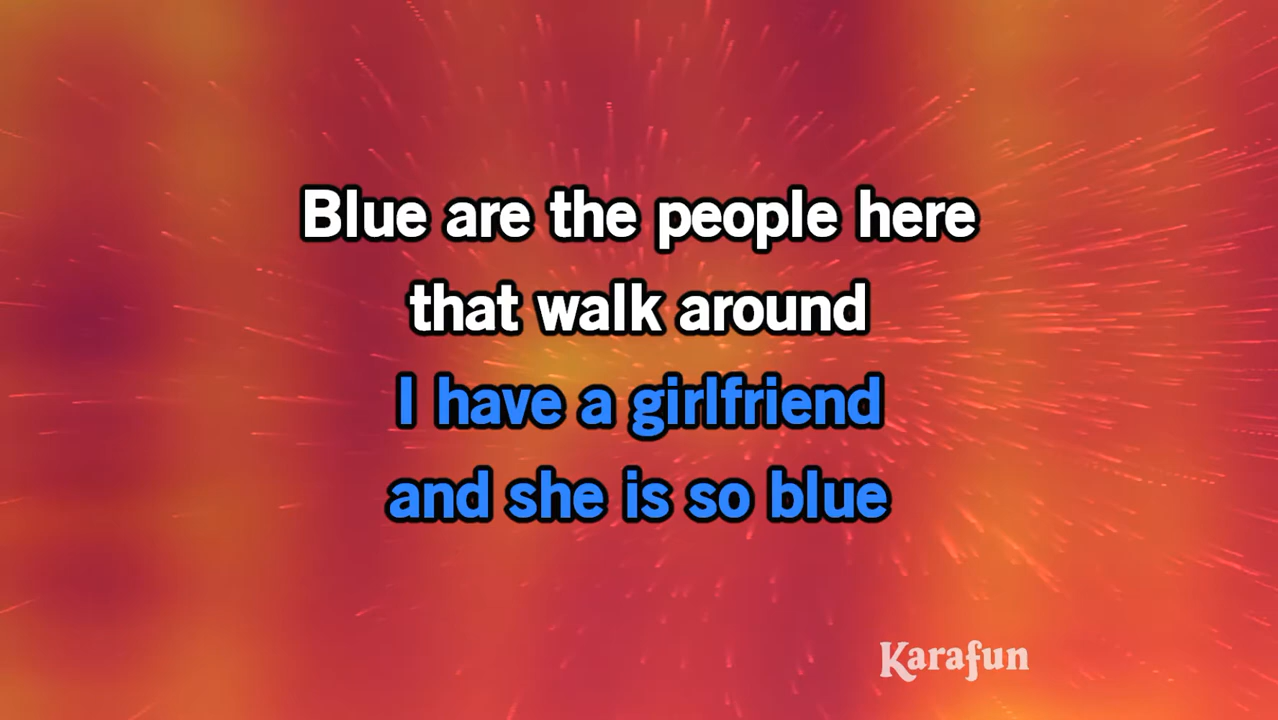 Blue are the people here
that walk around
I have a girlfriend
and she is so blue
Karafun